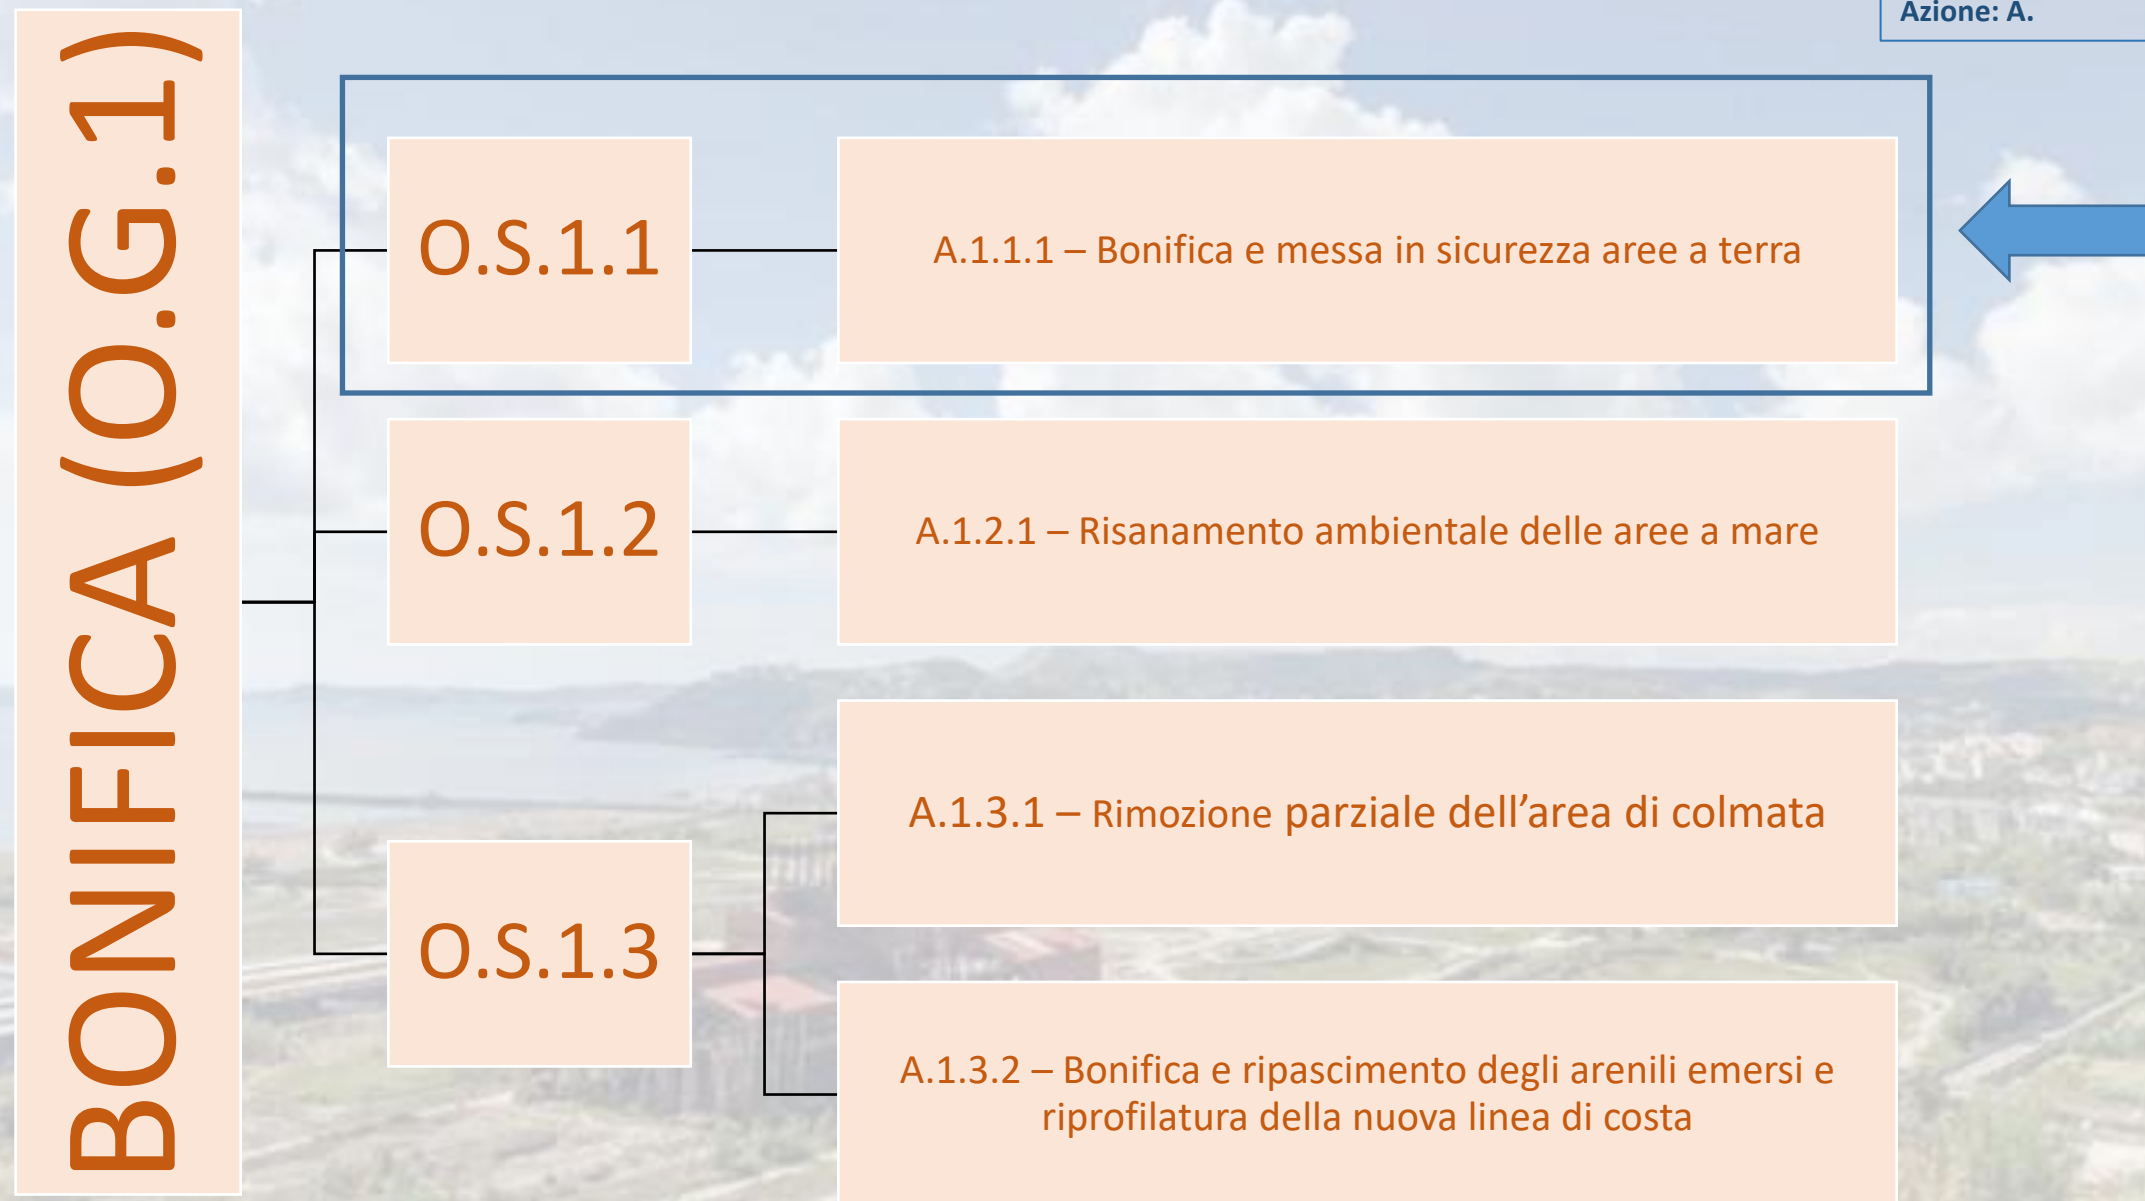 Azione: A.
BONIFICA (O.G.1)
O.S.1.1
A.1.1.1 – Bonifica e messa in sicurezza aree a terra
O.S.1.2
A.1.2.1 – Risanamento ambientale delle aree a mare
O.S.1.3
A.1.3.1 – Rimozione parziale dell’area di colmata
A.1.3.2 – Bonifica e ripascimento degli arenili emersi e
riprofilatura della nuova linea di costa